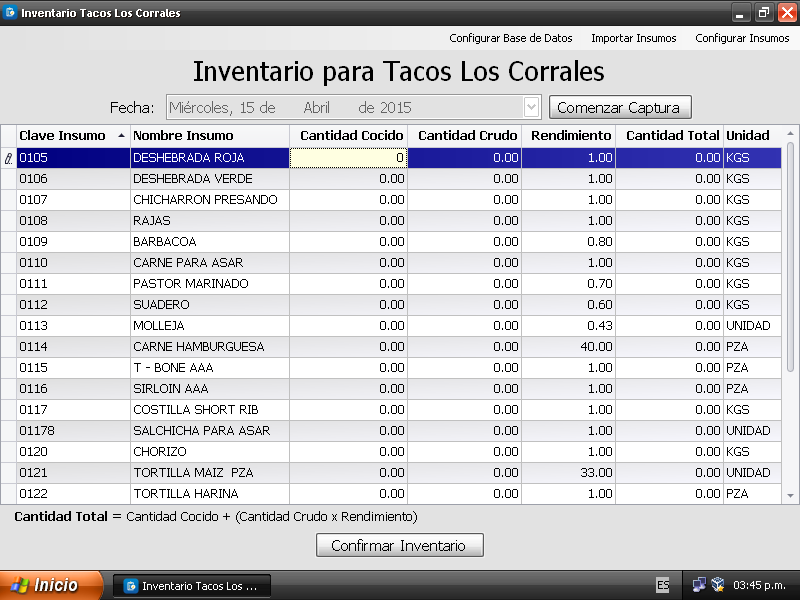 Inventario Tacos Los Corrales
Configurar Base de Datos Importar Insumos Configurar Insumos
Inventario para Tacos Los Corrales
Fecha: Miércoles, 15 de Abril de 2015 Comenzar Captura
Clave Insumo Nombre Insumo Cantidad Cocido Cantidad Crudo Rendimiento Cantidad Total Unidad
0105 DESHEBRADA ROJA 0 0.00 1.00 0.00 KGS
0106 DESHEBRADA VERDE 0.00 0.00 1.00 0.00 KGS
0107 CHICHARRON PRESANDO 0.00 0.00 1.00 0.00 KGS
0108 RAJAS 0.00 0.00 1.00 0.00 KGS
0109 BARBACOA 0.00 0.00 0.80 0.00 KGS
0110 CARNE PARA ASAR 0.00 0.00 1.00 0.00 KGS
0111 PASTOR MARINADO 0.00 0.00 0.70 0.00 KGS
0112 SUADERO 0.00 0.00 0.60 0.00 KGS
0113 MOLLEJA 0.00 0.00 0.43 0.00 UNIDAD
0114 CARNE HAMBURGUESA 0.00 0.00 40.00 0.00 PZA
0115 T - BONE AAA 0.00 0.00 1.00 0.00 PZA
0116 SIRLOIN AAA 0.00 0.00 1.00 0.00 PZA
0117 COSTILLA SHORT RIB 0.00 0.00 1.00 0.00 KGS
01178 SALCHICHA PARA ASAR 0.00 0.00 1.00 0.00 UNIDAD
0120 CHORIZO 0.00 0.00 1.00 0.00 KGS
0121 TORTILLA MAIZ PZA 0.00 0.00 33.00 0.00 UNIDAD
0122 TORTILLA HARINA 0.00 0.00 1.00 0.00 PZA
Cantidad Total = Cantidad Cocido + (Cantidad Crudo x Rendimiento)
Confirmar Inventario
Inicio Inventario Tacos Los ... ES 03:45 p.m.